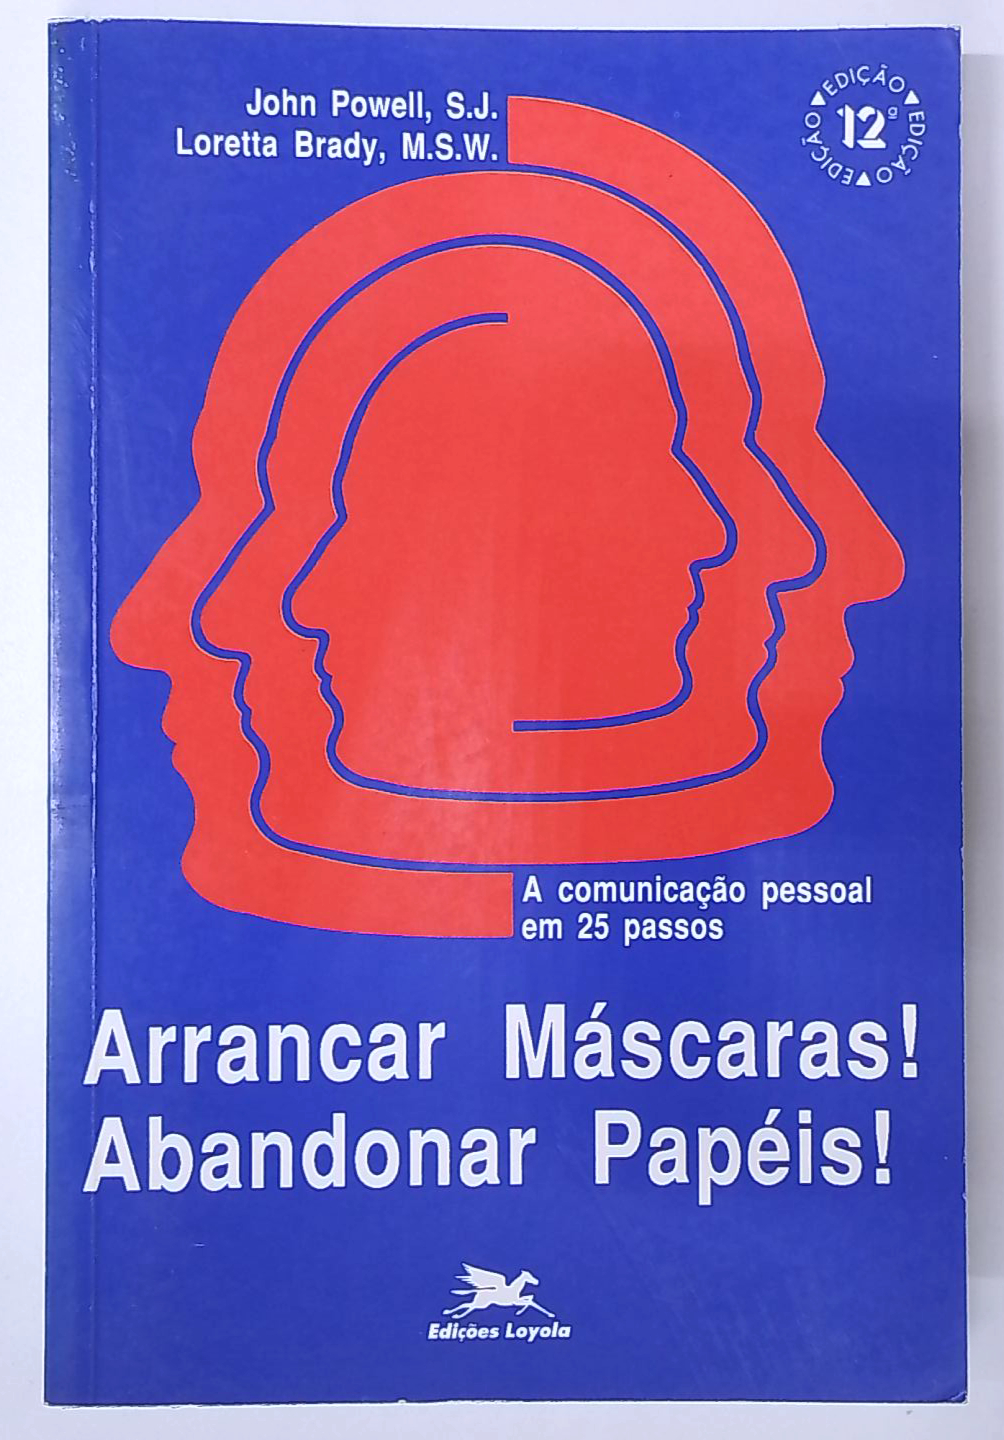 John Powell, S.J.
Loretta Brady, M.S.W.
EDIÇÃO EDIÇÃO EDIÇÃO
12ª
A comunicação pessoal
em 25 passos
Arrancar Máscaras!
Abandonar Papéis!
Edições Loyola